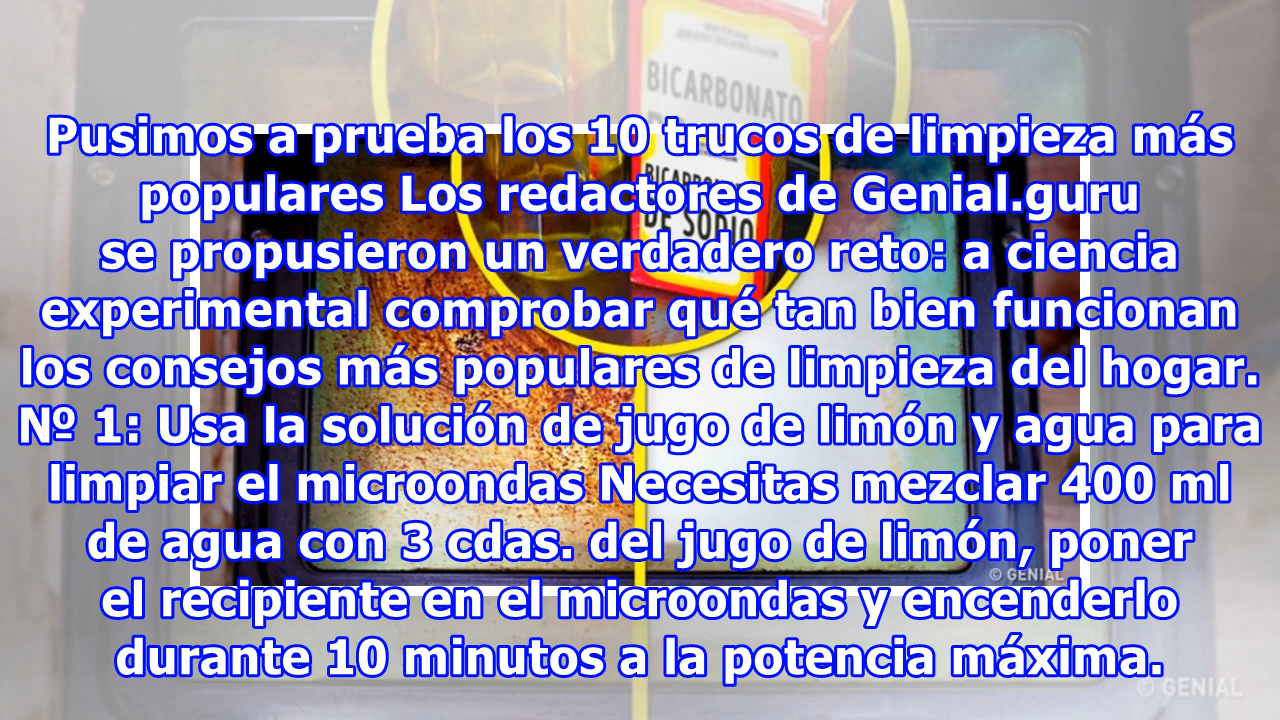 BICARBONATO
Pusimos a prueba los 10 trucos de limpieza más
populares Los redactores de Genial.guru
se propusieron un verdadero reto: a ciencia
experimental comprobar qué tan bien funcionan
los consejos más populares de limpieza del hogar.
Nº 1: Usa la solución de jugo de limón y agua para
limpiar el microondas Necesitas mezclar 400 ml
de agua con 3 cdas. del jugo de limón, poner
el recipiente en el microondas y encenderlo
durante 10 minutos a la potencia máxima.
DE SODIO
© GENIAL
© GENIAL